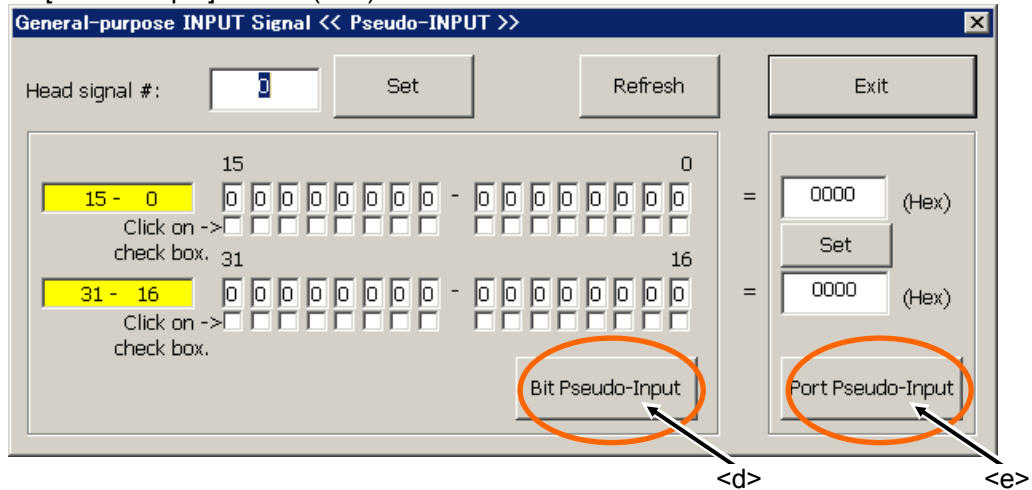 General-purpose INPUT Signal << Pseudo-INPUT >>
Head signal #: 0 Set Refresh Exit
15 0
15 - 0 0 0 0 0 0 0 0 0 - 0 0 0 0 0 0 0 0 = 0000 (Hex)
Click on ->
check box.
Set
31 16
31 - 16 0 0 0 0 0 0 0 0 - 0 0 0 0 0 0 0 0 = 0000 (Hex)
Click on ->
check box.
Bit Pseudo-Input Port Pseudo-Input
<d> <e>